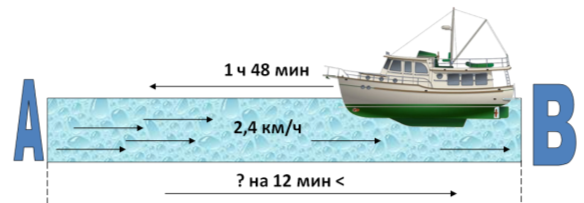 1 ч 48 мин
А В
2,4 км/ч
? на 12 мин <